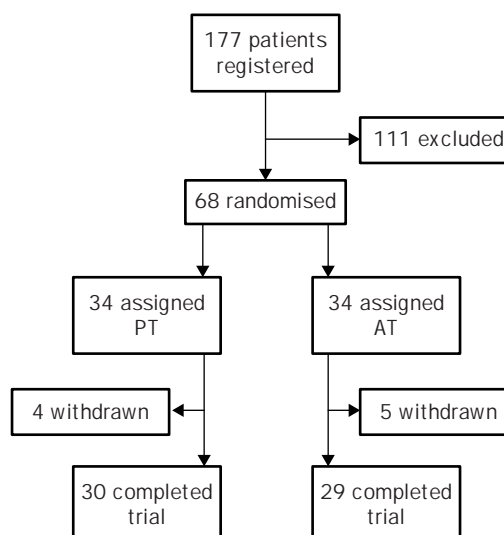 177 patients
registered
111 excluded
68 randomised
34 assigned
PT
34 assigned
AT
4 withdrawn
5 withdrawn
30 completed
trial
29 completed
trial